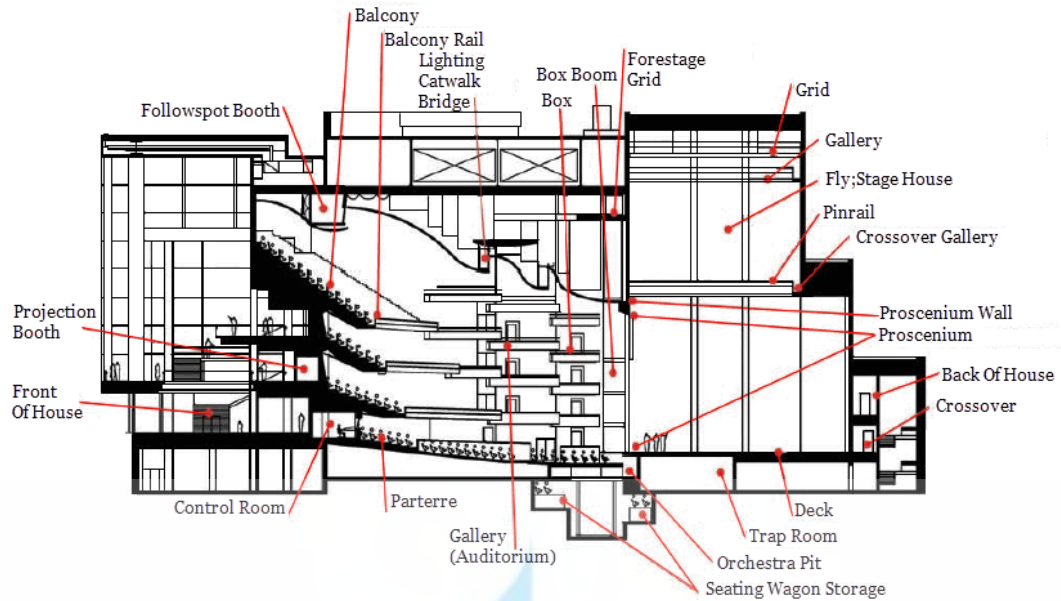 Balcony
Balcony Rail
Lighting
Catwalk
Bridge
Followspot Booth
Box Boom
Box
Forestage
Grid
Grid
Gallery
Fly;Stage House
Pinrail
Crossover Gallery
Projection
Booth
Proscenium Wall
Proscenium
Front
Of House
Back Of House
Crossover
Control Room
Parterre
Gallery
(Auditorium)
Deck
Trap Room
Orchestra Pit
Seating Wagon Storage